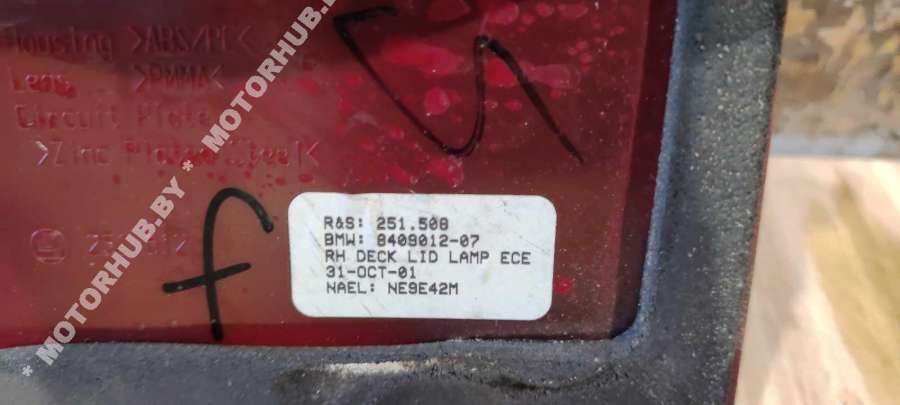 Housing >ABS/PC<
Lens >PMMA<
Circuit Plate
>Zinc Plated Steel<
f
R&S: 251.508
BMW: 8409012-07
RH DECK LID LAMP ECE
31-OCT-01
NAEL: NE9E42M
MOTORHUB.BY * MOTORHUB.BY
* MOTORHUB.BY *